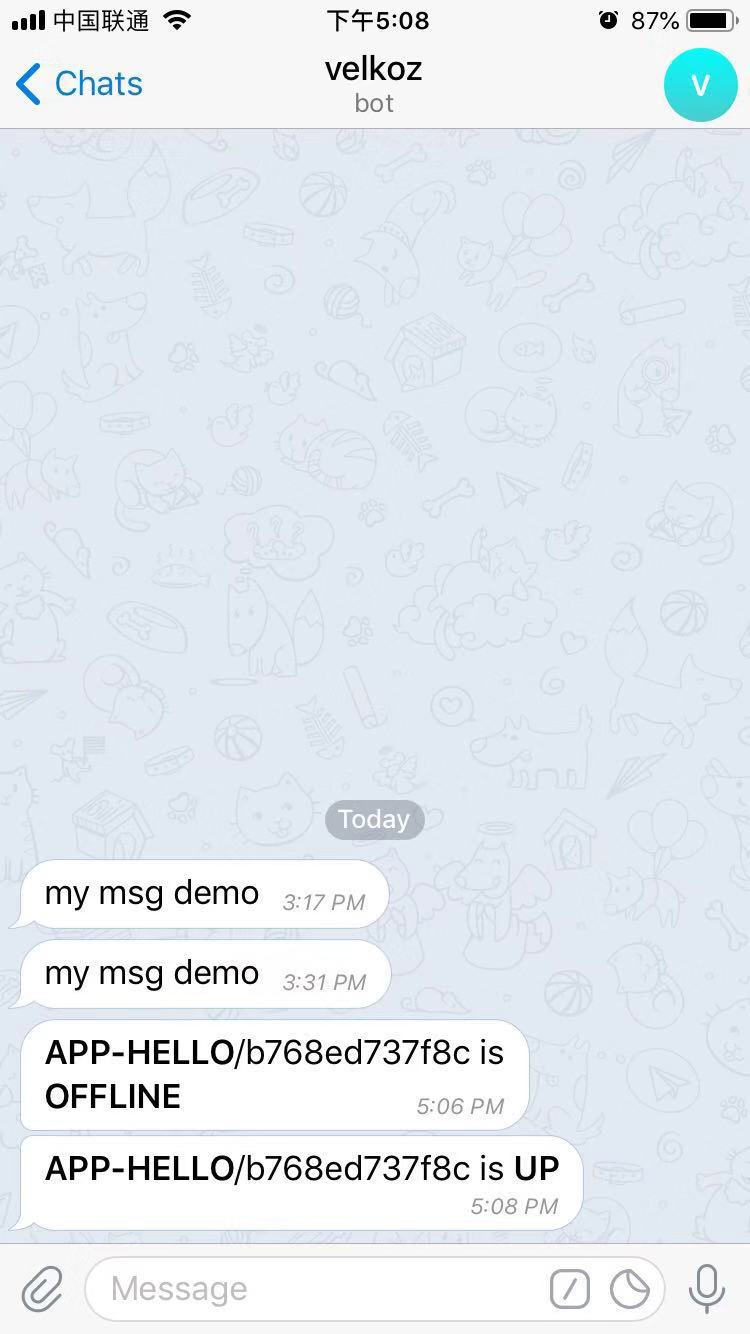 中国联通 下午5:08 87%
Chats velkoz V
bot
Today
my msg demo 3:17 PM
my msg demo 3:31 PM
APP-HELLO/b768ed737f8c is
OFFLINE 5:06 PM
APP-HELLO/b768ed737f8c is UP
5:08 PM
Message